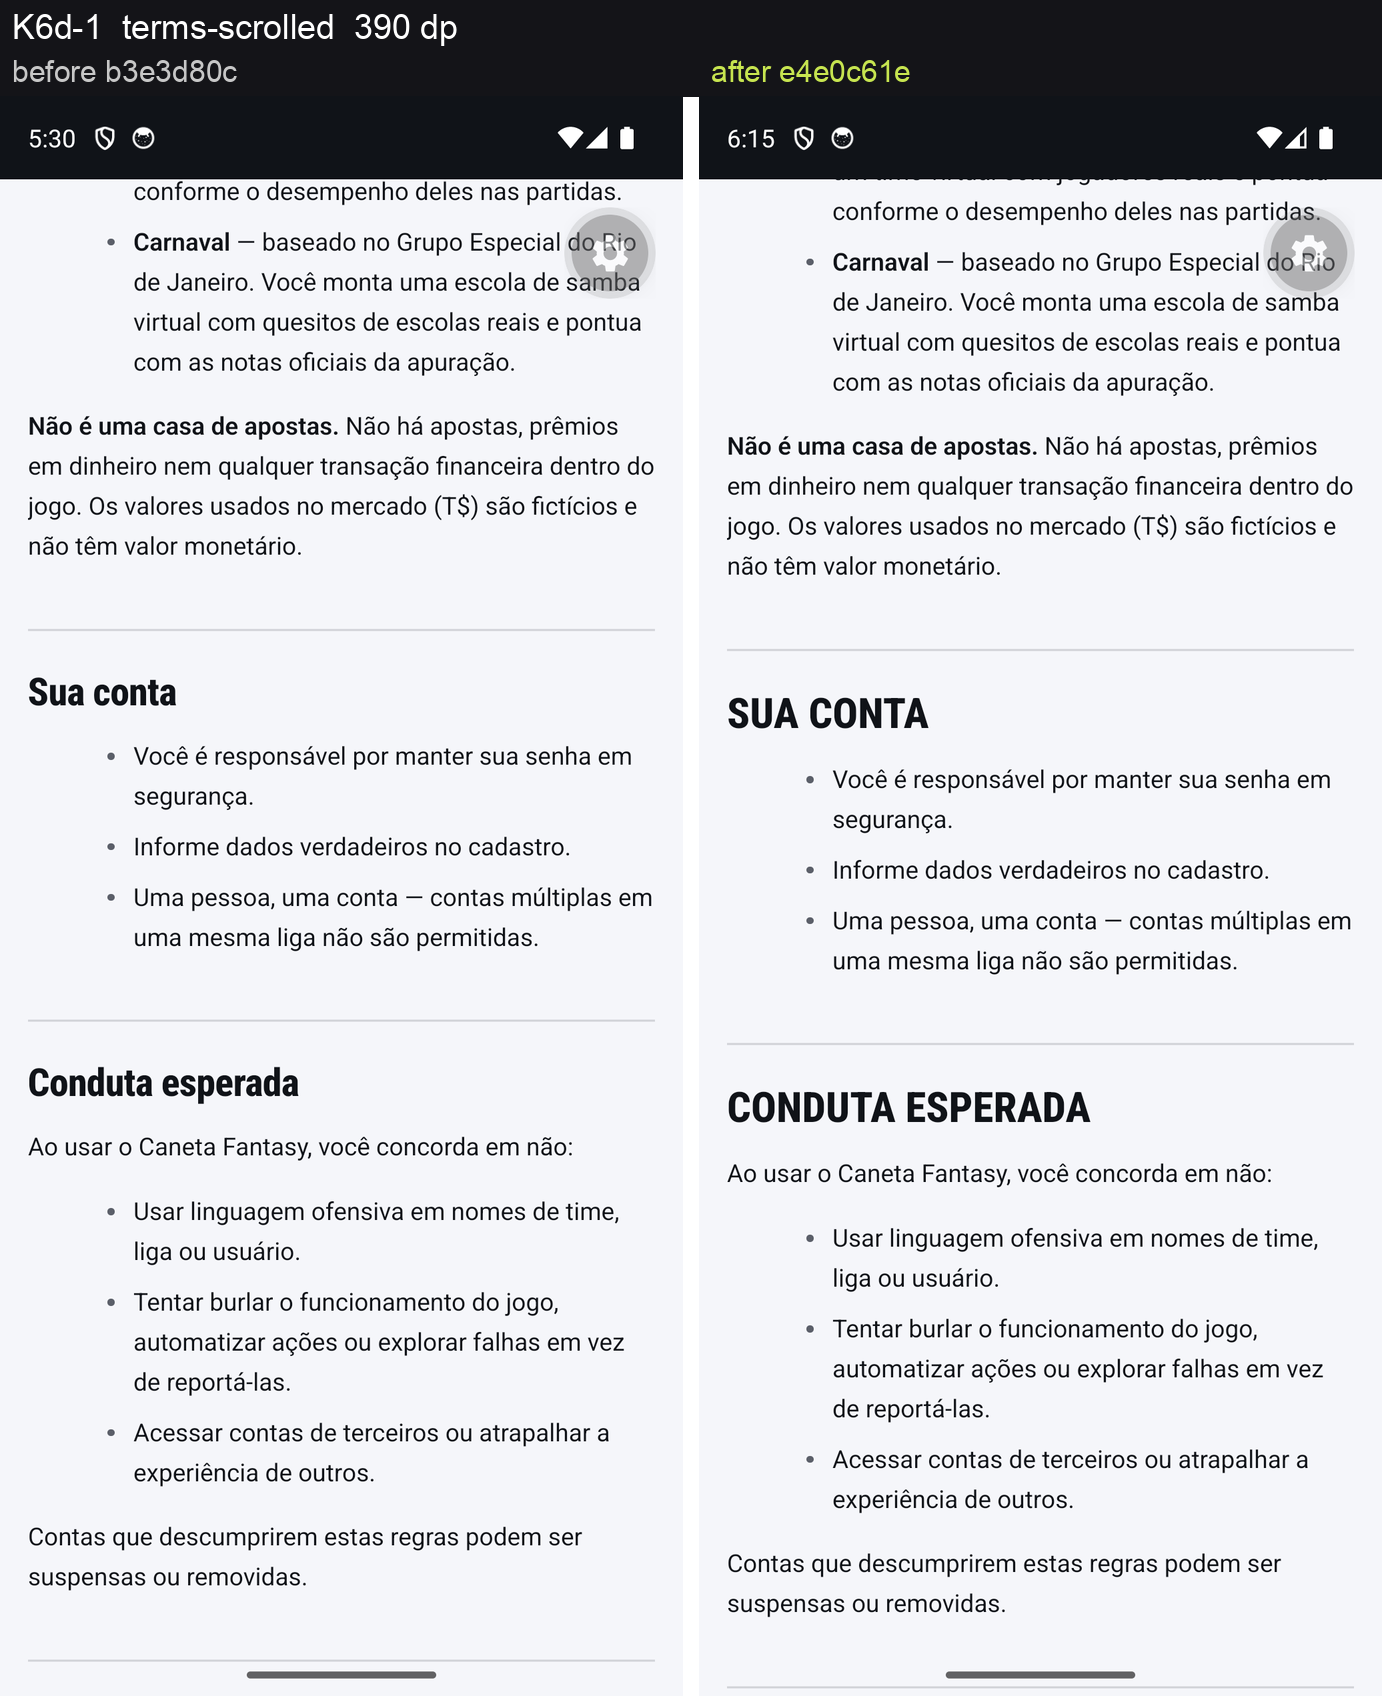 K6d-1 terms-scrolled 390 dp
before b3e3d80c
5:30
conforme o desempenho deles nas partidas.
• Carnaval — baseado no Grupo Especial do Rio
de Janeiro. Você monta uma escola de samba
virtual com quesitos de escolas reais e pontua
com as notas oficiais da apuração.
Não é uma casa de apostas. Não há apostas, prêmios
em dinheiro nem qualquer transação financeira dentro do
jogo. Os valores usados no mercado (T$) são fictícios e
não têm valor monetário.
Sua conta
• Você é responsável por manter sua senha em
segurança.
• Informe dados verdadeiros no cadastro.
• Uma pessoa, uma conta — contas múltiplas em
uma mesma liga não são permitidas.
Conduta esperada
Ao usar o Caneta Fantasy, você concorda em não:
• Usar linguagem ofensiva em nomes de time,
liga ou usuário.
• Tentar burlar o funcionamento do jogo,
automatizar ações ou explorar falhas em vez
de reportá-las.
• Acessar contas de terceiros ou atrapalhar a
experiência de outros.
Contas que descumprirem estas regras podem ser
suspensas ou removidas.
after e4e0c61e
6:15
um time virtual com jogadores reais e pontua
conforme o desempenho deles nas partidas.
• Carnaval — baseado no Grupo Especial do Rio
de Janeiro. Você monta uma escola de samba
virtual com quesitos de escolas reais e pontua
com as notas oficiais da apuração.
Não é uma casa de apostas. Não há apostas, prêmios
em dinheiro nem qualquer transação financeira dentro do
jogo. Os valores usados no mercado (T$) são fictícios e
não têm valor monetário.
SUA CONTA
• Você é responsável por manter sua senha em
segurança.
• Informe dados verdadeiros no cadastro.
• Uma pessoa, uma conta — contas múltiplas em
uma mesma liga não são permitidas.
CONDUTA ESPERADA
Ao usar o Caneta Fantasy, você concorda em não:
• Usar linguagem ofensiva em nomes de time,
liga ou usuário.
• Tentar burlar o funcionamento do jogo,
automatizar ações ou explorar falhas em vez
de reportá-las.
• Acessar contas de terceiros ou atrapalhar a
experiência de outros.
Contas que descumprirem estas regras podem ser
suspensas ou removidas.